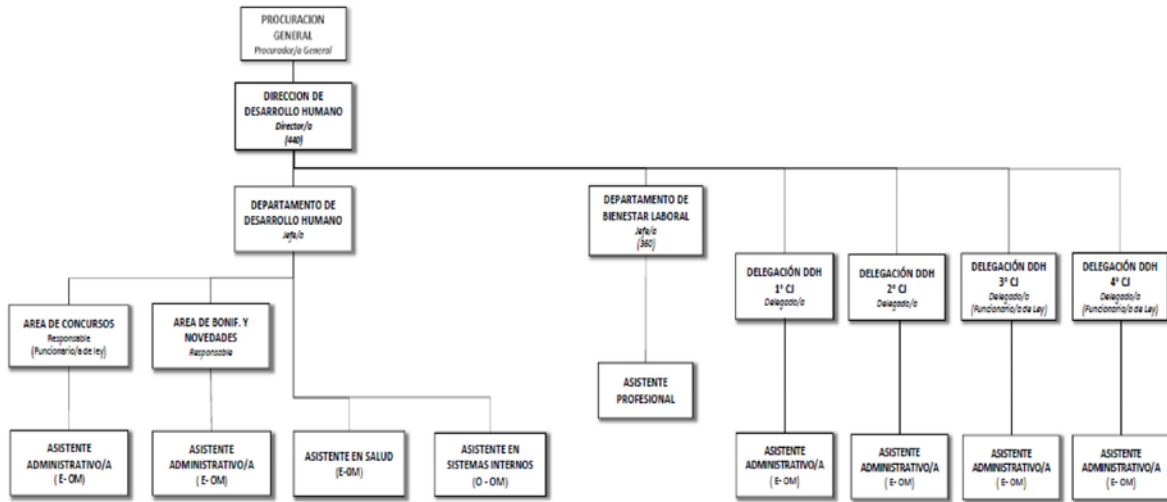 PROCURACION
GENERAL
Procurador/a General
DIRECCION DE
DESARROLLO HUMANO
Director/a
(440)
DEPARTAMENTO DE
DESARROLLO HUMANO
Jefe/a
DEPARTAMENTO DE
BIENESTAR LABORAL
Jefe/a
(360)
DELEGACIÓN DDH
1° CJ
Delegado/a
DELEGACIÓN DDH
2° CJ
Delegado/a
DELEGACIÓN DDH
3° CJ
Delegado/a
(Funcionario/a de Ley)
DELEGACIÓN DDH
4° CJ
Delegado/a
(Funcionario/a de Ley)
AREA DE CONCURSOS
Responsable
(Funcionario/a de ley)
AREA DE BONIF. Y
NOVEDADES
Responsable
ASISTENTE
PROFESIONAL
ASISTENTE
ADMINISTRATIVO/A
( E- OM)
ASISTENTE
ADMINISTRATIVO/A
( E- OM)
ASISTENTE EN SALUD
(E-OM)
ASISTENTE EN
SISTEMAS INTERNOS
(O - OM)
ASISTENTE
ADMINISTRATIVO/A
( E- OM)
ASISTENTE
ADMINISTRATIVO/A
( E- OM)
ASISTENTE
ADMINISTRATIVO/A
( E- OM)
ASISTENTE
ADMINISTRATIVO/A
( E- OM)